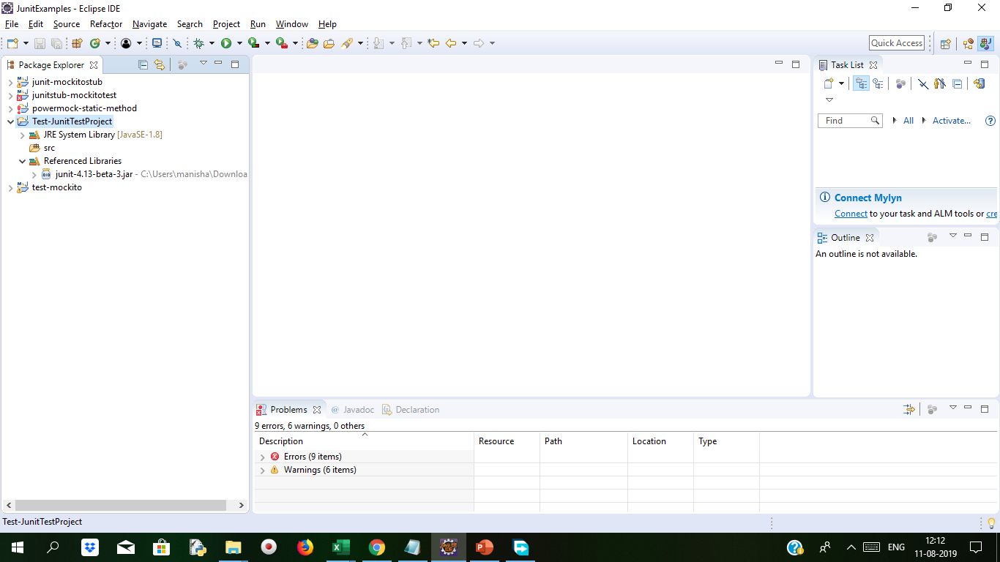 JunitExamples - Eclipse IDE
File Edit Source Refactor Navigate Search Project Run Window Help
Quick Access
Package Explorer
junit-mockitostub
junitstub-mockitotest
powermock-static-method
Test-JunitTestProject
JRE System Library [JavaSE-1.8]
src
Referenced Libraries
junit-4.13-beta-3.jar - C:\Users\manisha\Downloa
test-mockito
Task List
Find All Activate...
Connect Mylyn
Connect to your task and ALM tools or cre
Outline
An outline is not available.
Problems @ Javadoc Declaration
9 errors, 6 warnings, 0 others
Description Resource Path Location Type
Errors (9 items)
Warnings (6 items)
Test-JunitTestProject
ENG
12:12
11-08-2019